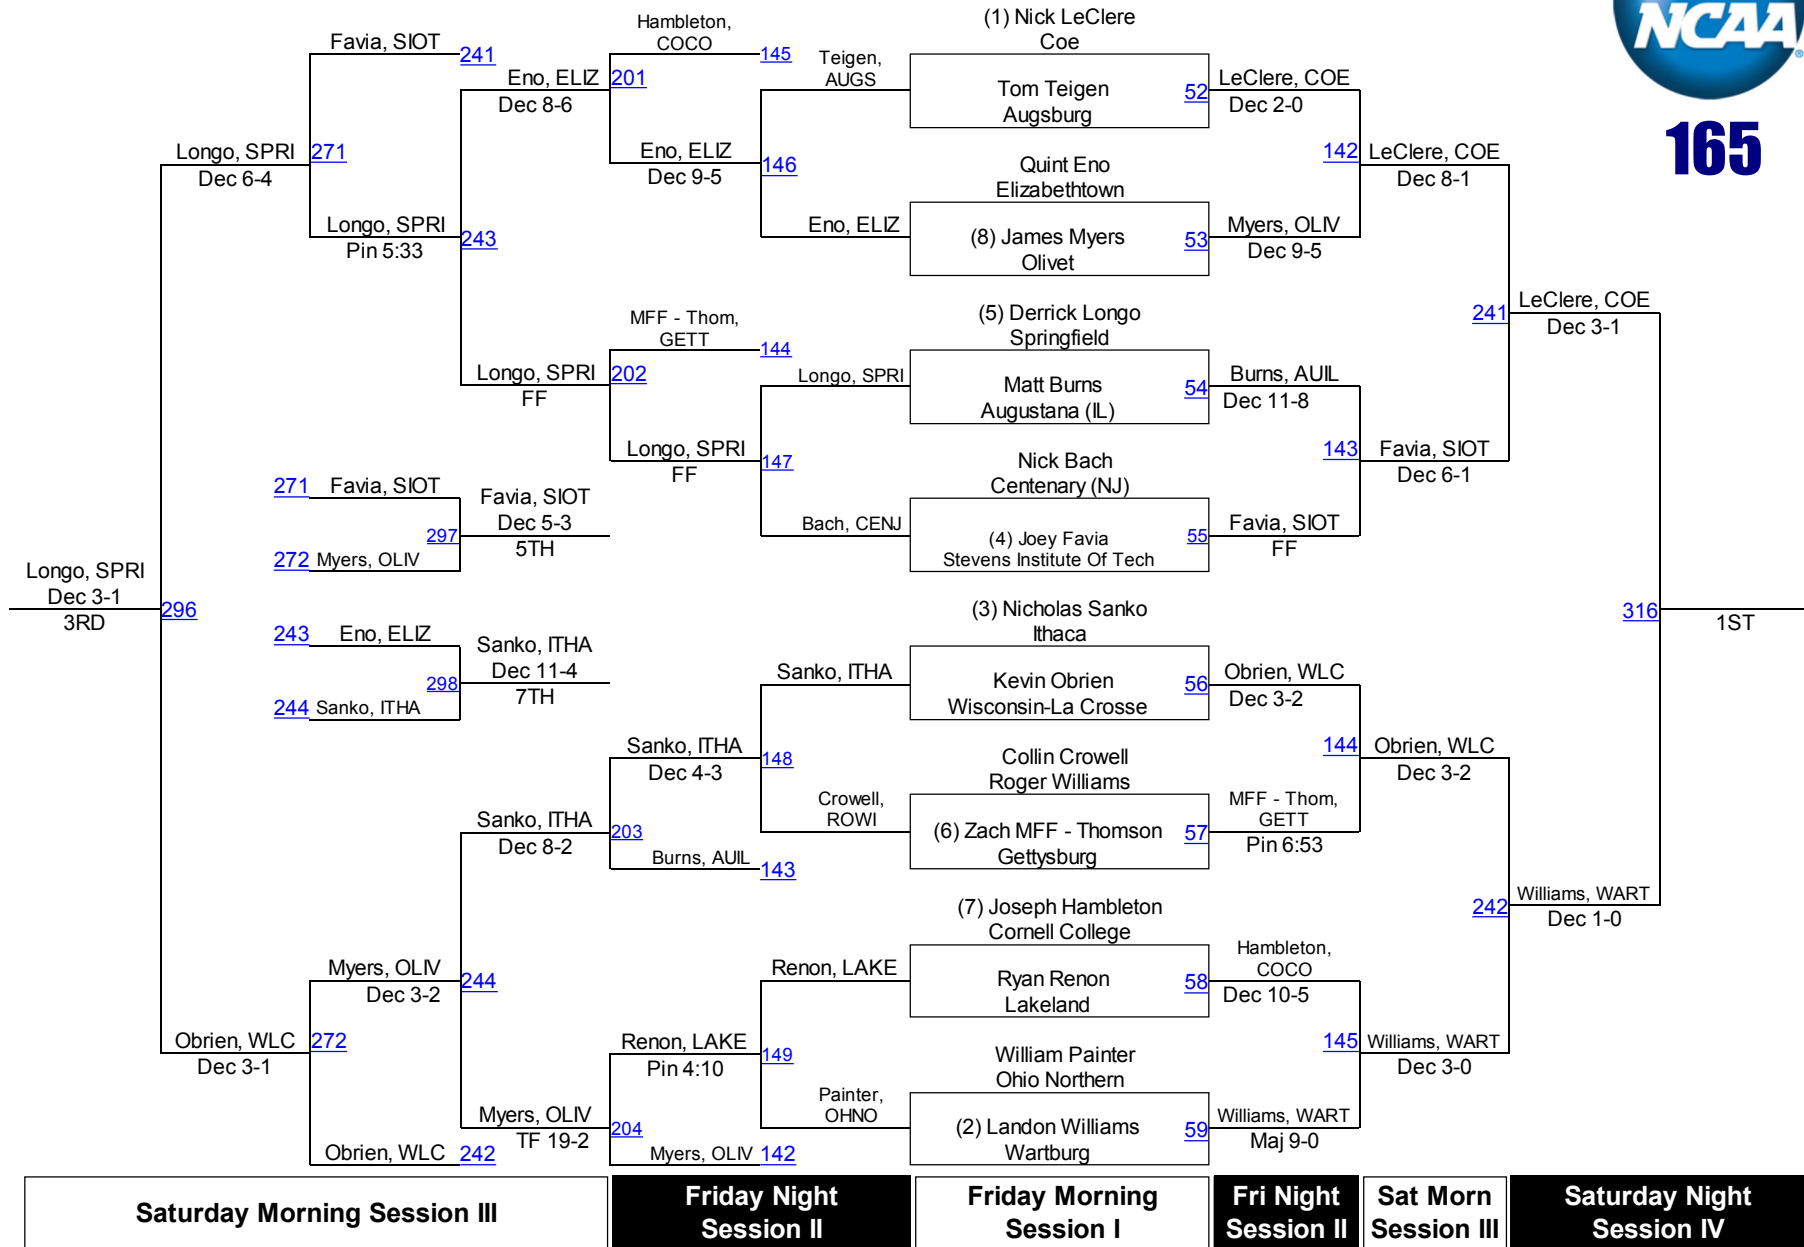 NCAA
®
165
Favia, SIOT
241
Eno, ELIZ
Dec 8-6
Hambleton,
COCO
145
201
Teigen,
AUGS
(1) Nick LeClere
Coe
Tom Teigen
Augsburg
52
LeClere, COE
Dec 2-0
Longo, SPRI
Dec 6-4
271
Eno, ELIZ
Dec 9-5
146
Quint Eno
Elizabethtown
142
LeClere, COE
Dec 8-1
Longo, SPRI
Pin 5:33
243
Eno, ELIZ
(8) James Myers
Olivet
53
Myers, OLIV
Dec 9-5
MFF - Thom,
GETT
144
(5) Derrick Longo
Springfield
241
LeClere, COE
Dec 3-1
Longo, SPRI
FF
202
Longo, SPRI
Matt Burns
Augustana (IL)
54
Burns, AUIL
Dec 11-8
Longo, SPRI
FF
147
Nick Bach
Centenary (NJ)
143
Favia, SIOT
Dec 6-1
271
Favia, SIOT
Favia, SIOT
Dec 5-3
5TH
297
272
Myers, OLIV
Bach, CENJ
(4) Joey Favia
Stevens Institute Of Tech
55
Favia, SIOT
FF
Longo, SPRI
Dec 3-1
3RD
296
(3) Nicholas Sanko
Ithaca
316
1ST
243
Eno, ELIZ
Sanko, ITHA
Dec 11-4
7TH
298
244
Sanko, ITHA
Sanko, ITHA
Kevin Obrien
Wisconsin-La Crosse
56
Obrien, WLC
Dec 3-2
Sanko, ITHA
Dec 4-3
148
Collin Crowell
Roger Williams
144
Obrien, WLC
Dec 3-2
Sanko, ITHA
Dec 8-2
203
Burns, AUIL
143
Crowell,
ROWI
(6) Zach MFF - Thomson
Gettysburg
57
MFF - Thom,
GETT
Pin 6:53
(7) Joseph Hambleton
Cornell College
242
Williams, WART
Dec 1-0
Myers, OLIV
Dec 3-2
244
Renon, LAKE
Ryan Renon
Lakeland
58
Hambleton,
COCO
Dec 10-5
Obrien, WLC
Dec 3-1
272
Renon, LAKE
Pin 4:10
149
William Painter
Ohio Northern
145
Williams, WART
Dec 3-0
Myers, OLIV
TF 19-2
204
Painter,
OHNO
(2) Landon Williams
Wartburg
59
Williams, WART
Maj 9-0
Obrien, WLC
242
Myers, OLIV
142
Saturday Morning Session III
Friday Night
Session II
Friday Morning
Session I
Fri Night
Session II
Sat Morn
Session III
Saturday Night
Session IV